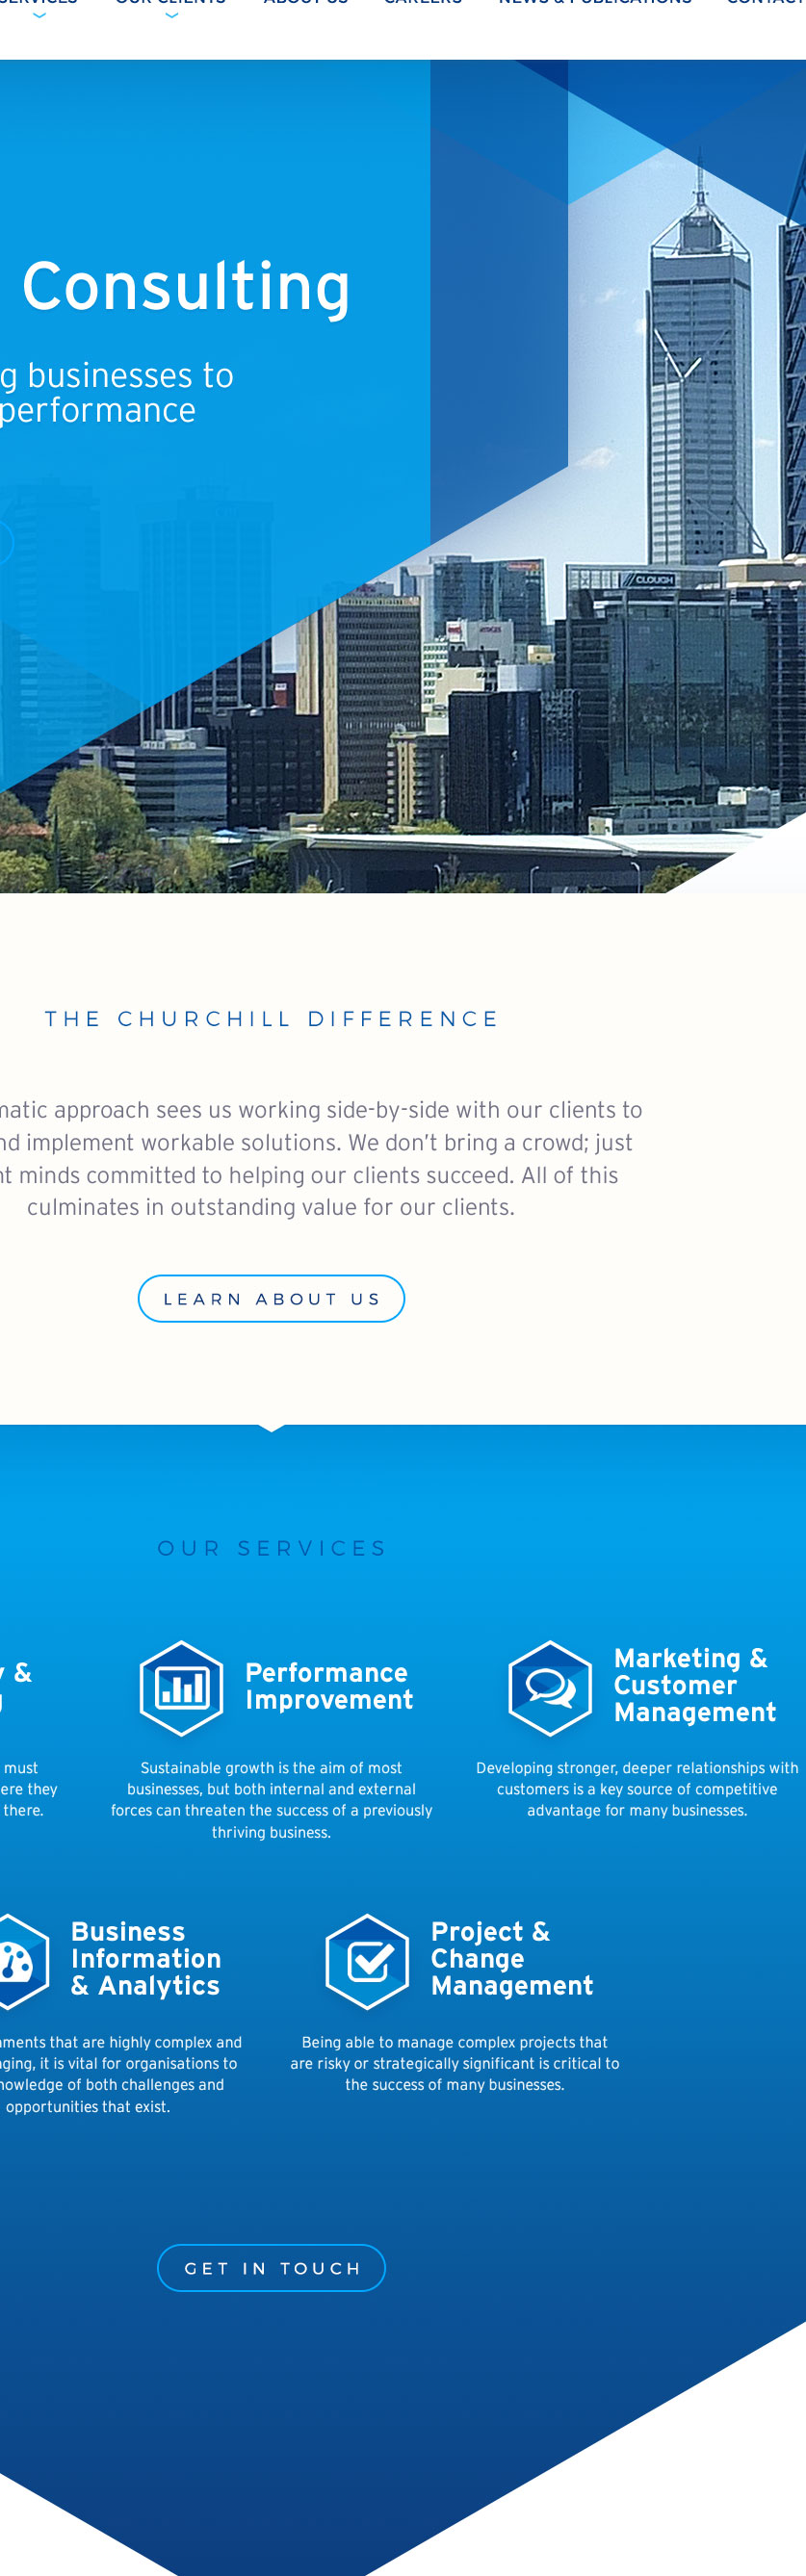 SERVICES OUR CLIENTS ABOUT US CAREERS NEWS & PUBLICATIONS CONTACT
Consulting
businesses to
performance
CLOUGH
THE CHURCHILL DIFFERENCE
approach sees us working side-by-side with our clients to
implement workable solutions. We don’t bring a crowd; just
minds committed to helping our clients succeed. All of this
culminates in outstanding value for our clients.
LEARN ABOUT US
OUR SERVICES
&
must
they
there.
Performance
Improvement
Sustainable growth is the aim of most
businesses, but both internal and external
forces can threaten the success of a previously
thriving business.
Marketing &
Customer
Management
Developing stronger, deeper relationships with
customers is a key source of competitive
advantage for many businesses.
Business
Information
& Analytics
that are highly complex and
it is vital for organisations to
of both challenges and
opportunities that exist.
Project &
Change
Management
Being able to manage complex projects that
are risky or strategically significant is critical to
the success of many businesses.
GET IN TOUCH